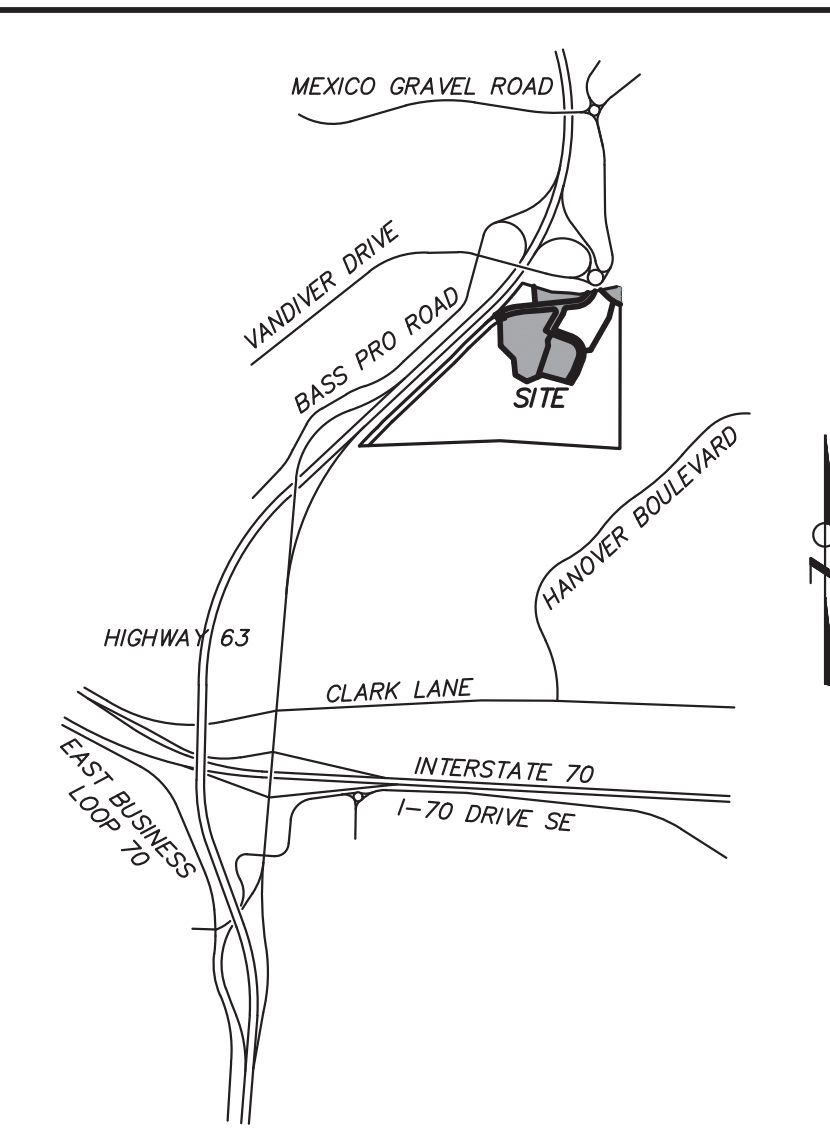 MEXICO GRAVEL ROAD
VANDIVER DRIVE
BASS PRO ROAD
SITE
HANOVER BOULEVARD
HIGHWAY 63
CLARK LANE
INTERSTATE 70
EAST BUSINESS
LOOP 70
I-70 DRIVE SE